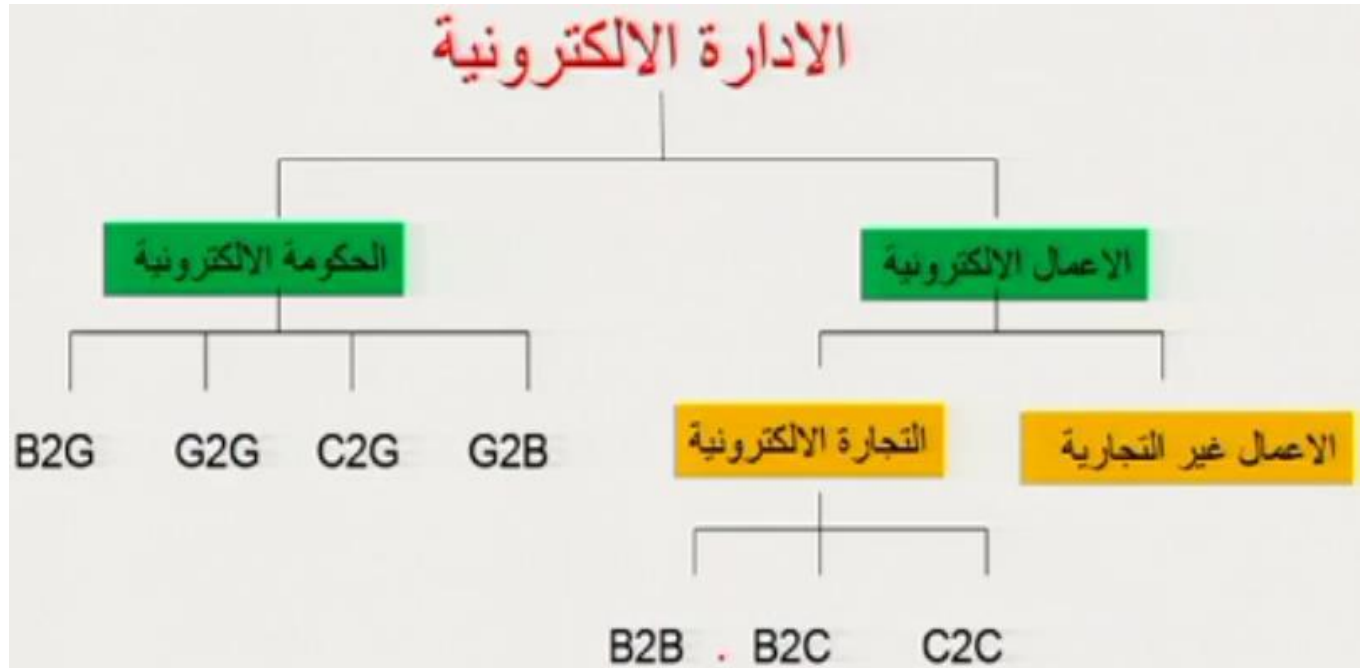 الادارة الالكترونية
الاعمال الالكترونية
الحكومة الالكترونية
الاعمال غير التجارية
التجارة الالكترونية
B2G G2G C2G G2B
B2B . B2C C2C